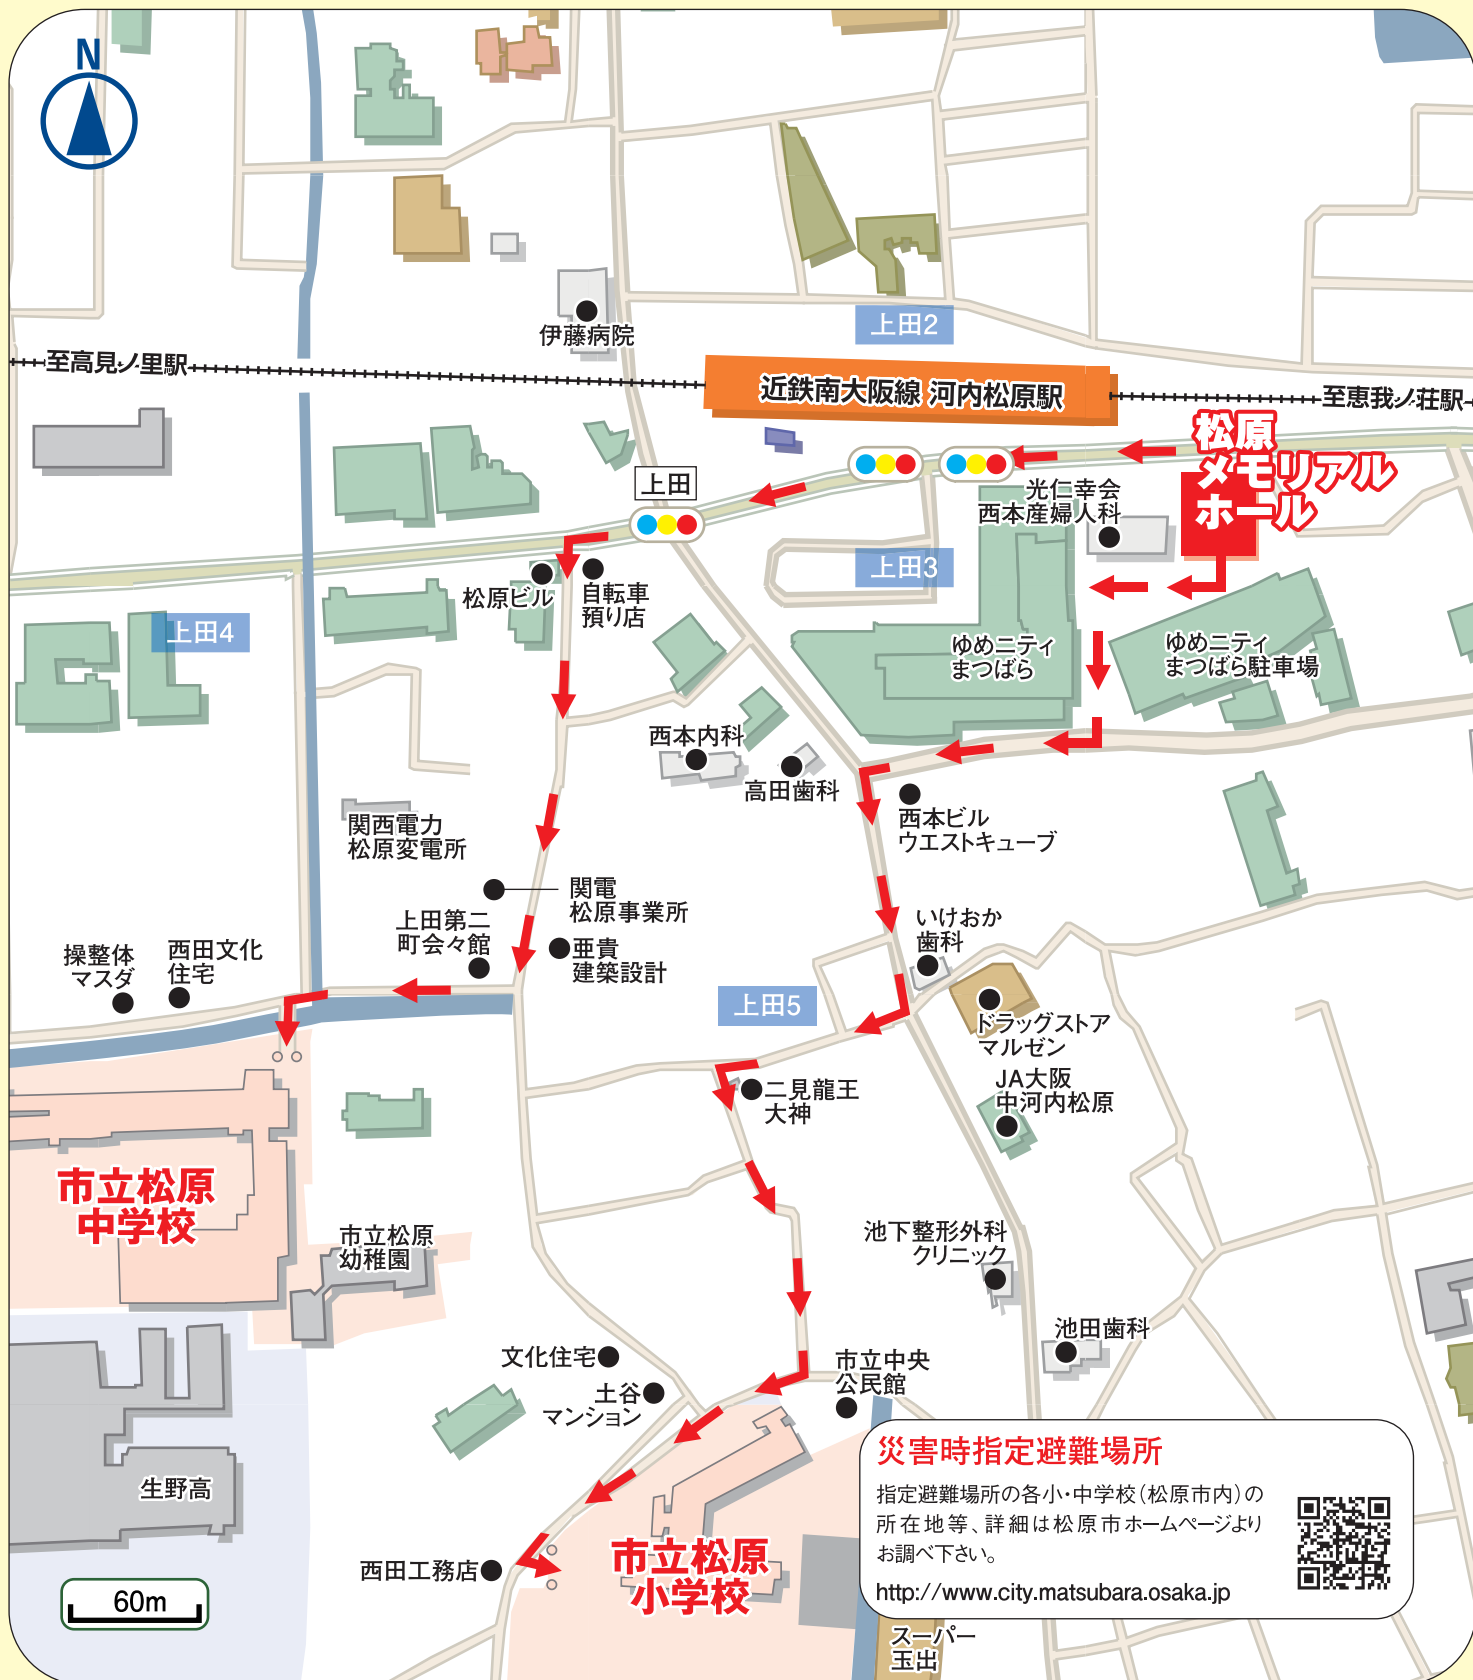 N
伊藤病院
上田2
至高見ノ里駅
近鉄南大阪線 河内松原駅
至恵我ノ荘駅
松原
メモリアル
ホール
上田
光仁幸会
西本産婦人科
上田3
松原ビル
自転車
預り店
上田4
ゆめニティ
まつばら
ゆめニティ
まつばら駐車場
西本内科
高田歯科
西本ビル
ウエストキューブ
関西電力
松原変電所
関電
松原事業所
上田第二
町会々館
亜貴
建築設計
いけおか
歯科
操整体
マスダ
西田文化
住宅
上田5
ドラッグストア
マルゼン
二見龍王
大神
JA大阪
中河内松原
市立松原
中学校
市立松原
幼稚園
池下整形外科
クリニック
池田歯科
文化住宅
土谷
マンション
市立中央
公民館
生野高
西田工務店
市立松原
小学校
災害時指定避難場所
指定避難場所の各小・中学校（松原市内）の
所在地等、詳細は松原市ホームページより
お調べ下さい。
http://www.city.matsubara.osaka.jp
60m
スーパー
玉出